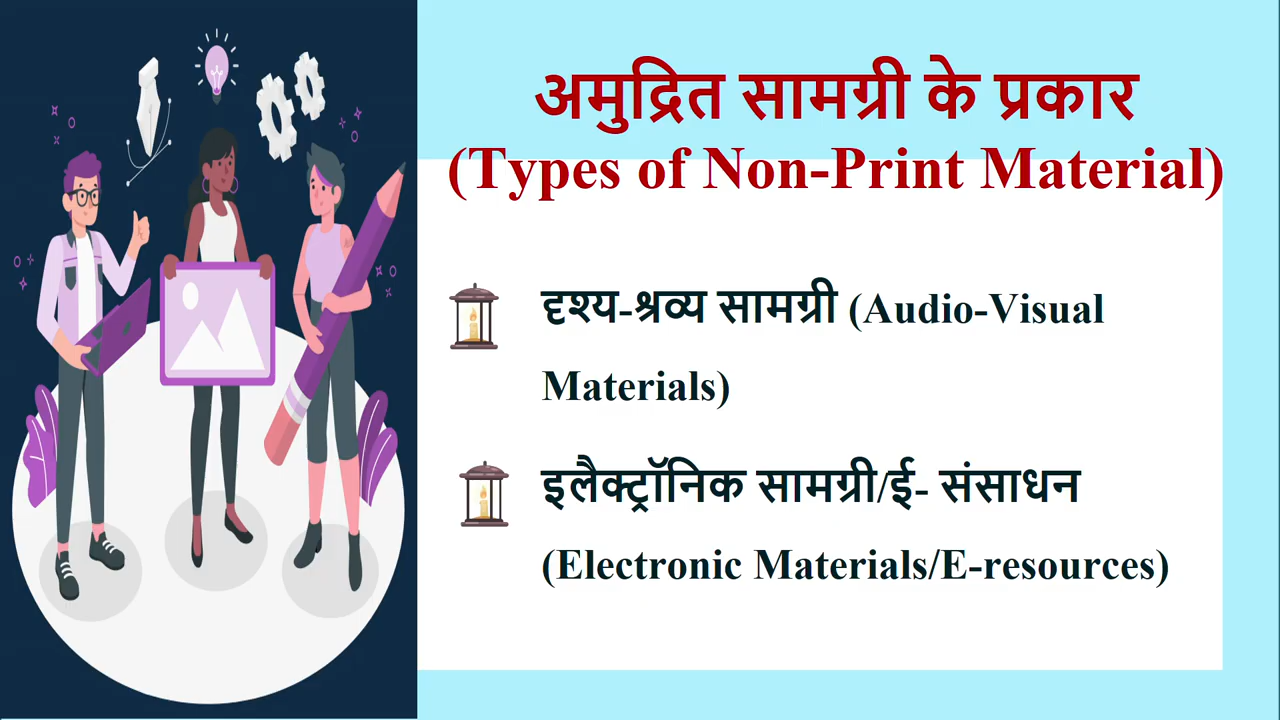 अमुद्रित सामग्री के प्रकार
(Types of Non-Print Material)
दृश्य-श्रव्य सामग्री (Audio-Visual
Materials)
इलैक्ट्रॉनिक सामग्री/ई- संसाधन
(Electronic Materials/E-resources)